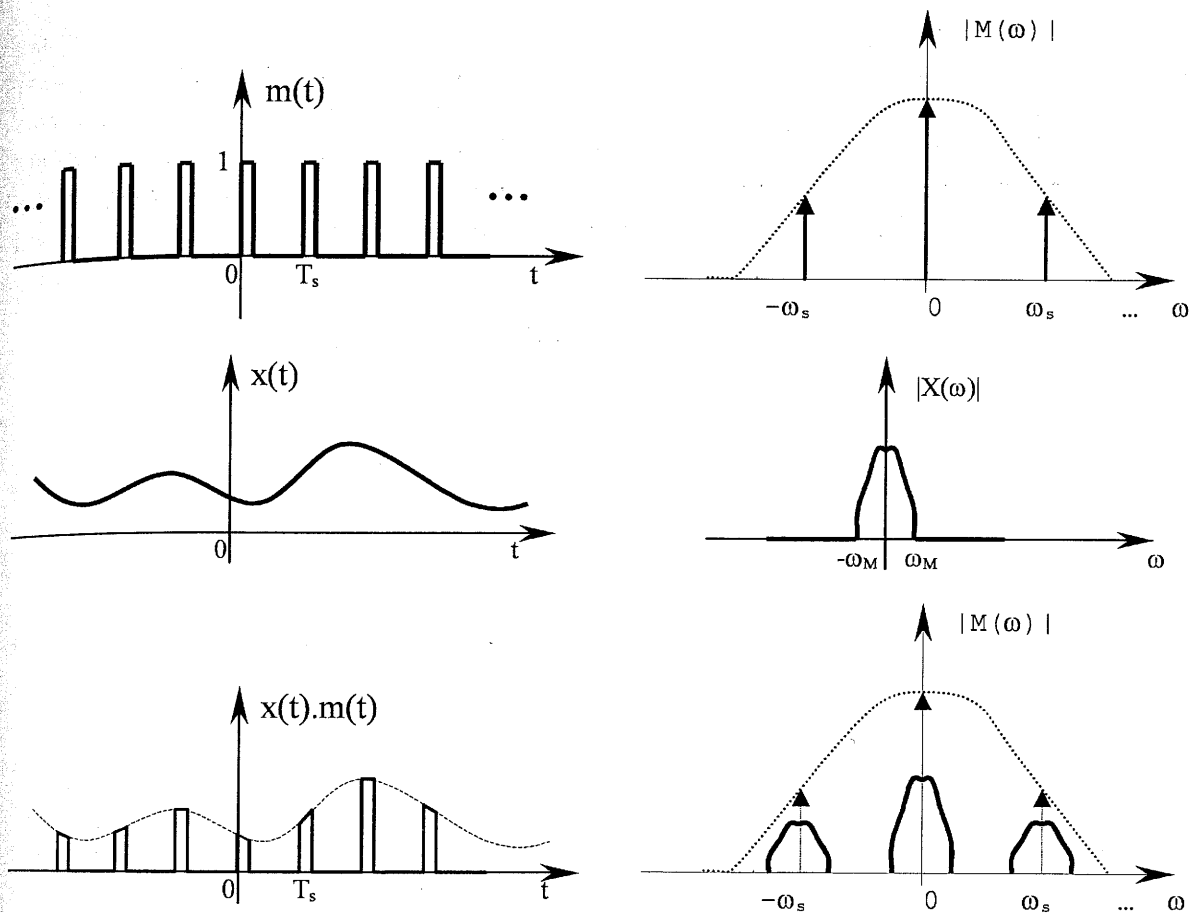 m(t)
1
...
...
0 T_s t
|M(ω)|
-ω_s 0 ω_s ... ω
x(t)
0 t
|X(ω)|
-ω_M ω_M ω
x(t).m(t)
0 T_s t
|M(ω)|
-ω_s 0 ω_s ... ω